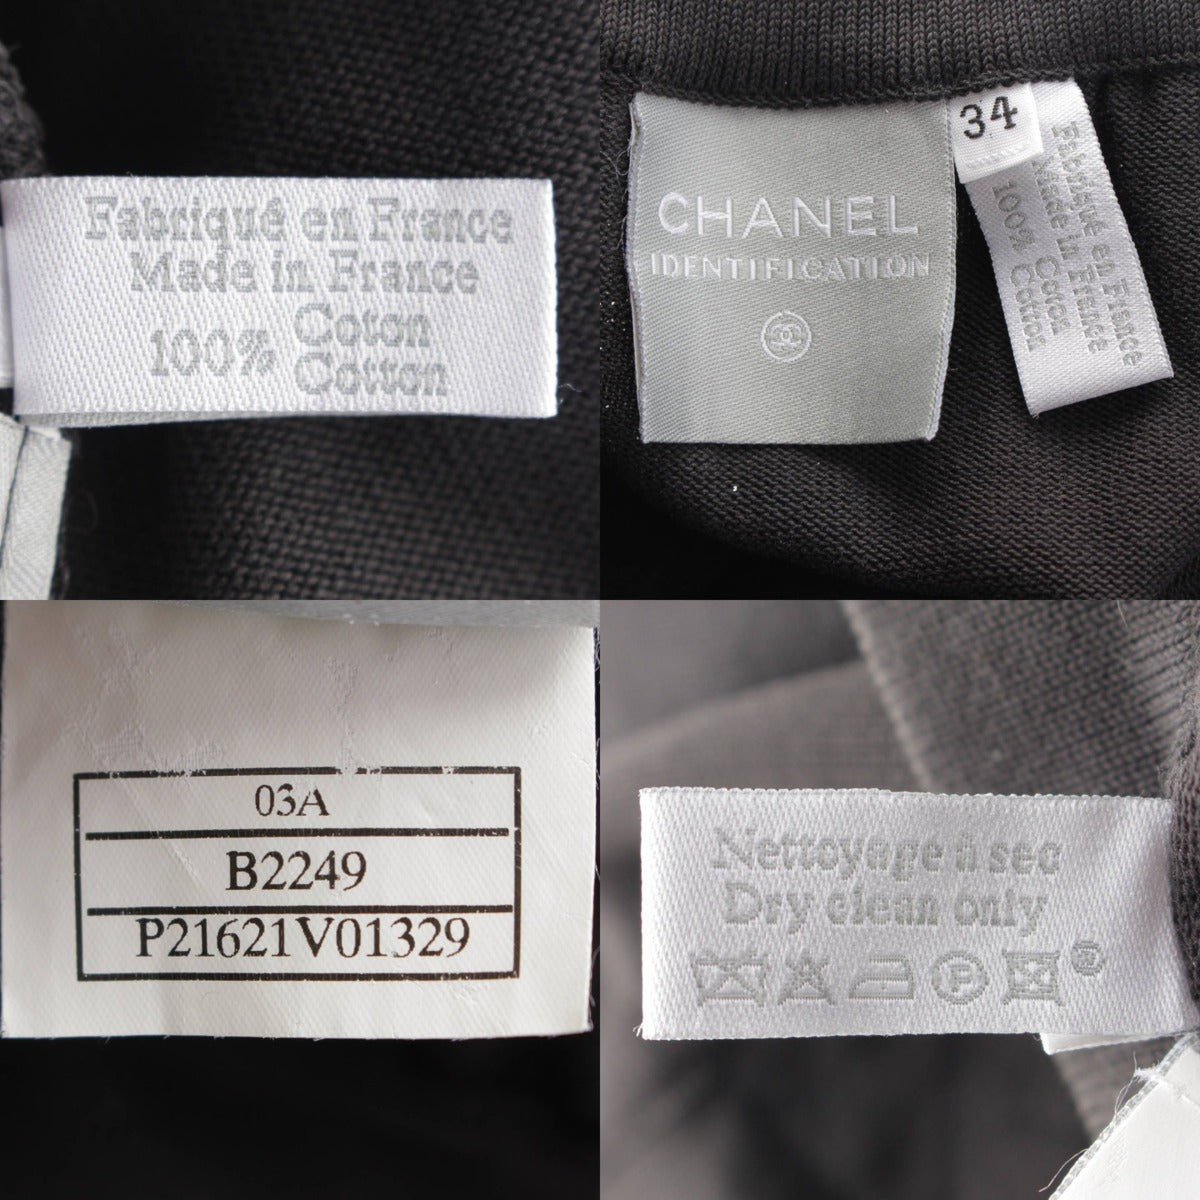 Fabriqué en France
Made in France
100% Coton
Cotton
CHANEL
IDENTIFICATION
34
Fabriqué en France
Made in France
100% Coton
Cotton
03A
B2249
P21621V01329
Nettoyage à sec
Dry clean only
P
®